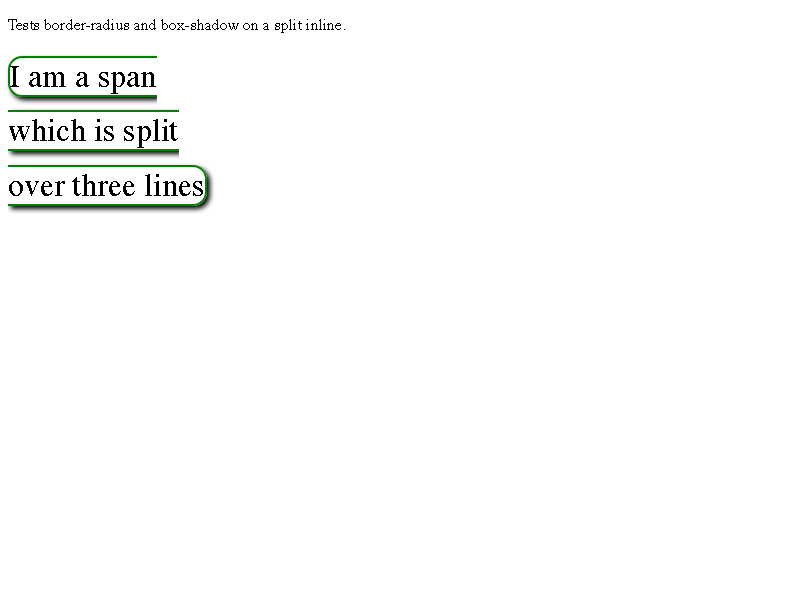 Tests border-radius and box-shadow on a split inline.
I am a span
which is split
over three lines